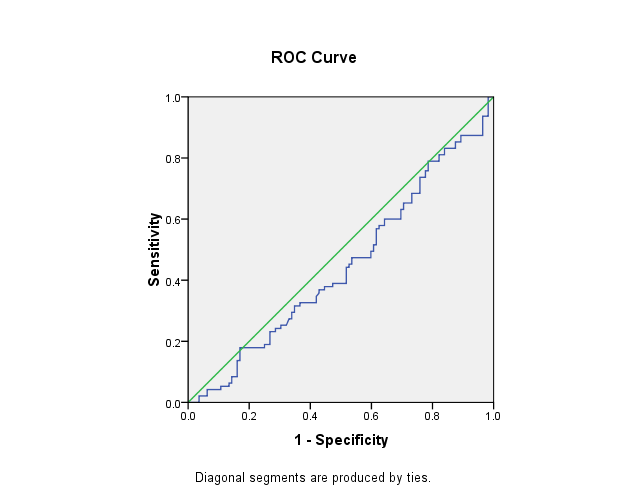 ROC Curve
1.0
0.8
0.6
0.4
0.2
0.0
Sensitivity
0.0 0.2 0.4 0.6 0.8 1.0
1 - Specificity
Diagonal segments are produced by ties.